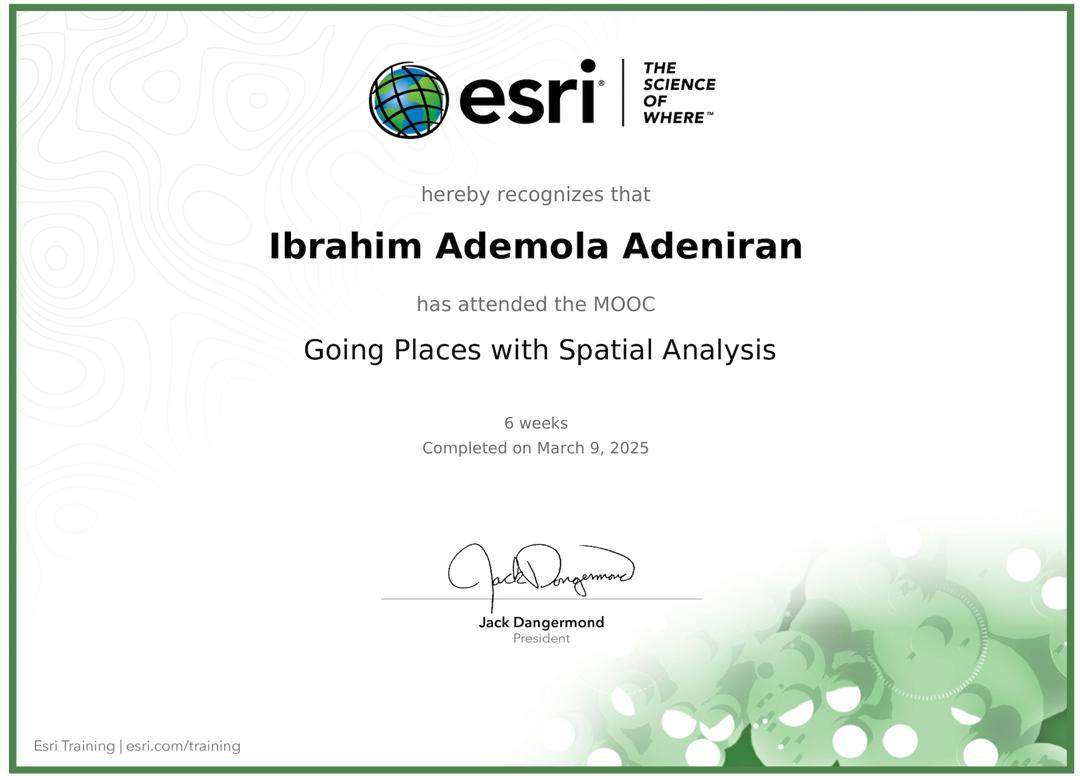 esri®
THE
SCIENCE
OF
WHERE™
hereby recognizes that
Ibrahim Ademola Adeniran
has attended the MOOC
Going Places with Spatial Analysis
6 weeks
Completed on March 9, 2025
Jack Dangermond
Jack Dangermond
President
Esri Training | esri.com/training